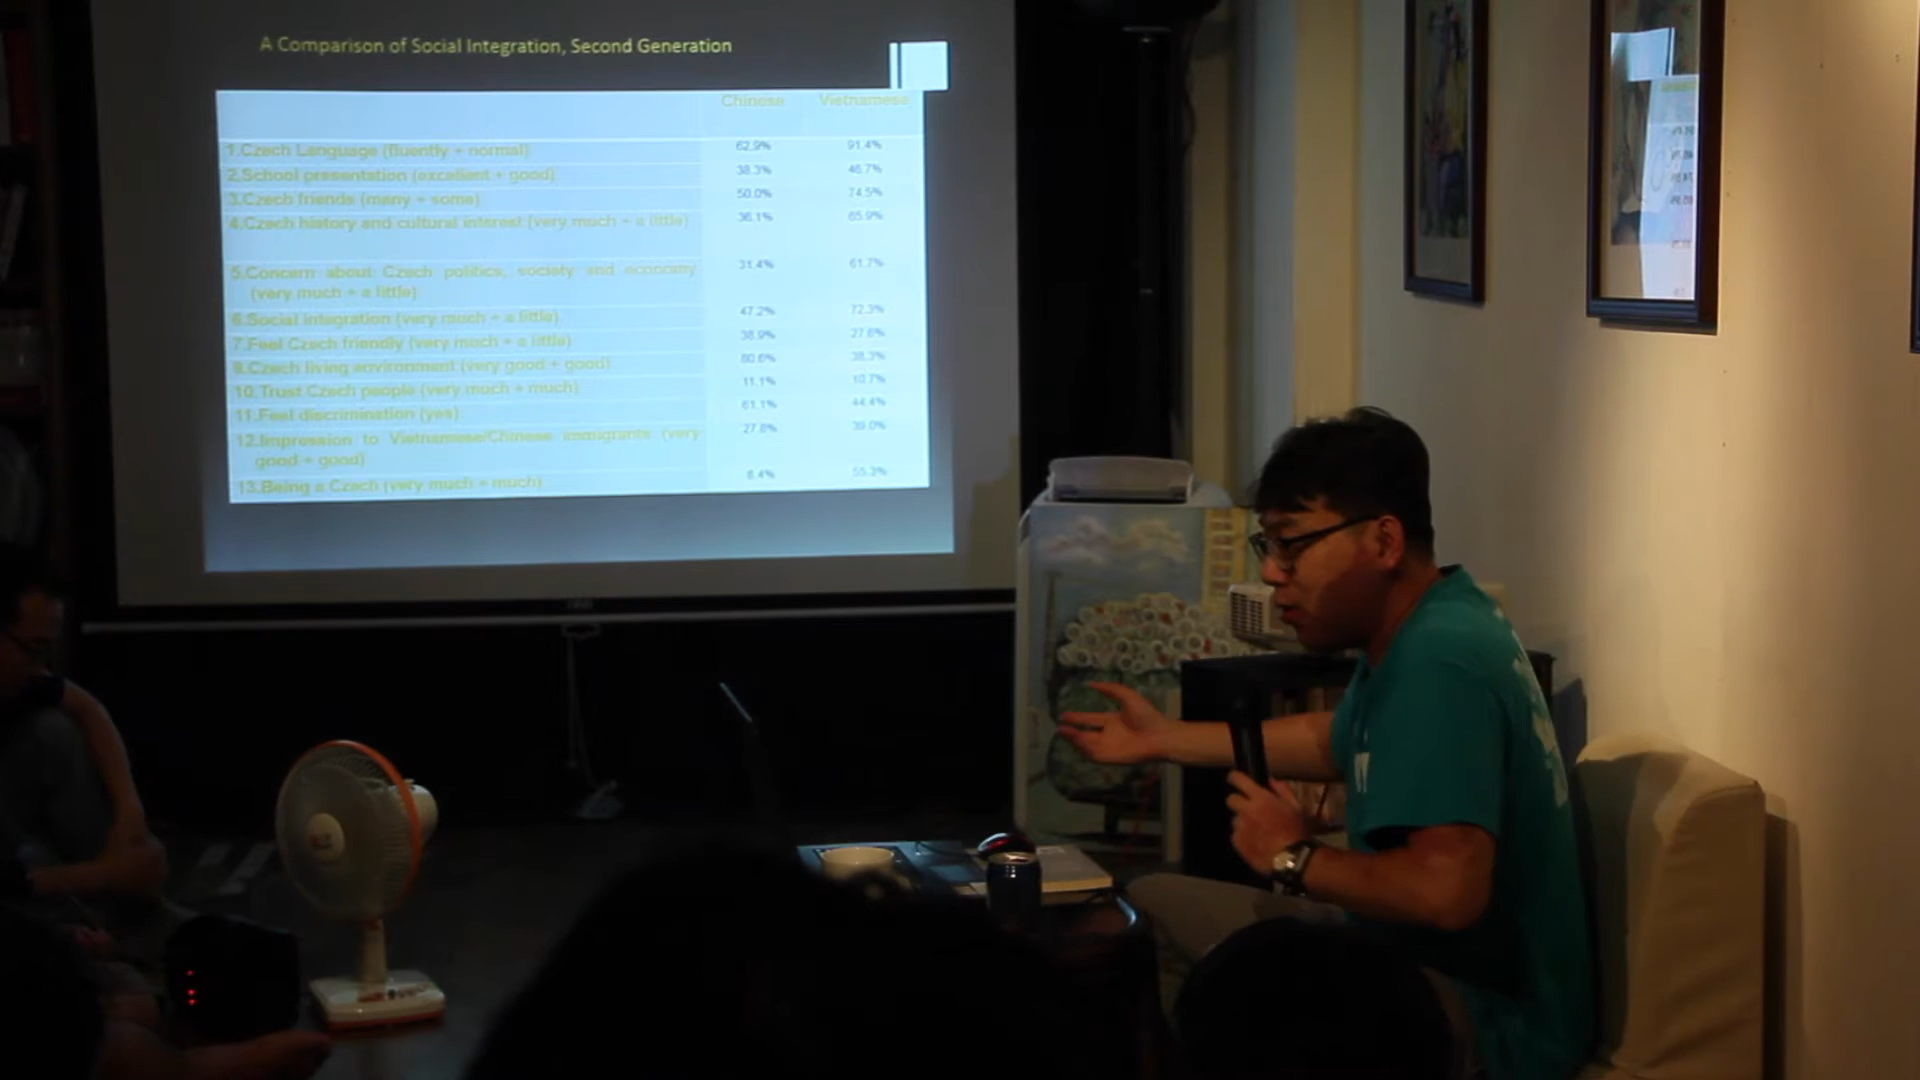 A Comparison of Social Integration, Second Generation
Chinese Vietnamese
1.Czech Language (fluently + normal) 62.9% 91.4%
2.School presentation (excellent + good) 38.3% 46.7%
3.Czech friends (many + some) 50.0% 74.5%
4.Czech history and cultural interest (very much + a little) 36.1% 65.9%
5.Concern about Czech politics, society and economy 31.4% 61.7%
(very much + a little)
6.Social integration (very much + a little) 47.2% 72.3%
7.Feel Czech friendly (very much + a little) 38.9% 27.6%
Czech living environment (very good + good) 80.6% 38.3%
10.Trust Czech people (very much + much) 11.1% 10.7%
11.Feel discrimination (yes) 61.1% 44.4%
12.Impression to Vietnamese/Chinese immigrants (very 27.8% 39.0%
good + good)
13.Being a Czech (very much + much) 55.3%